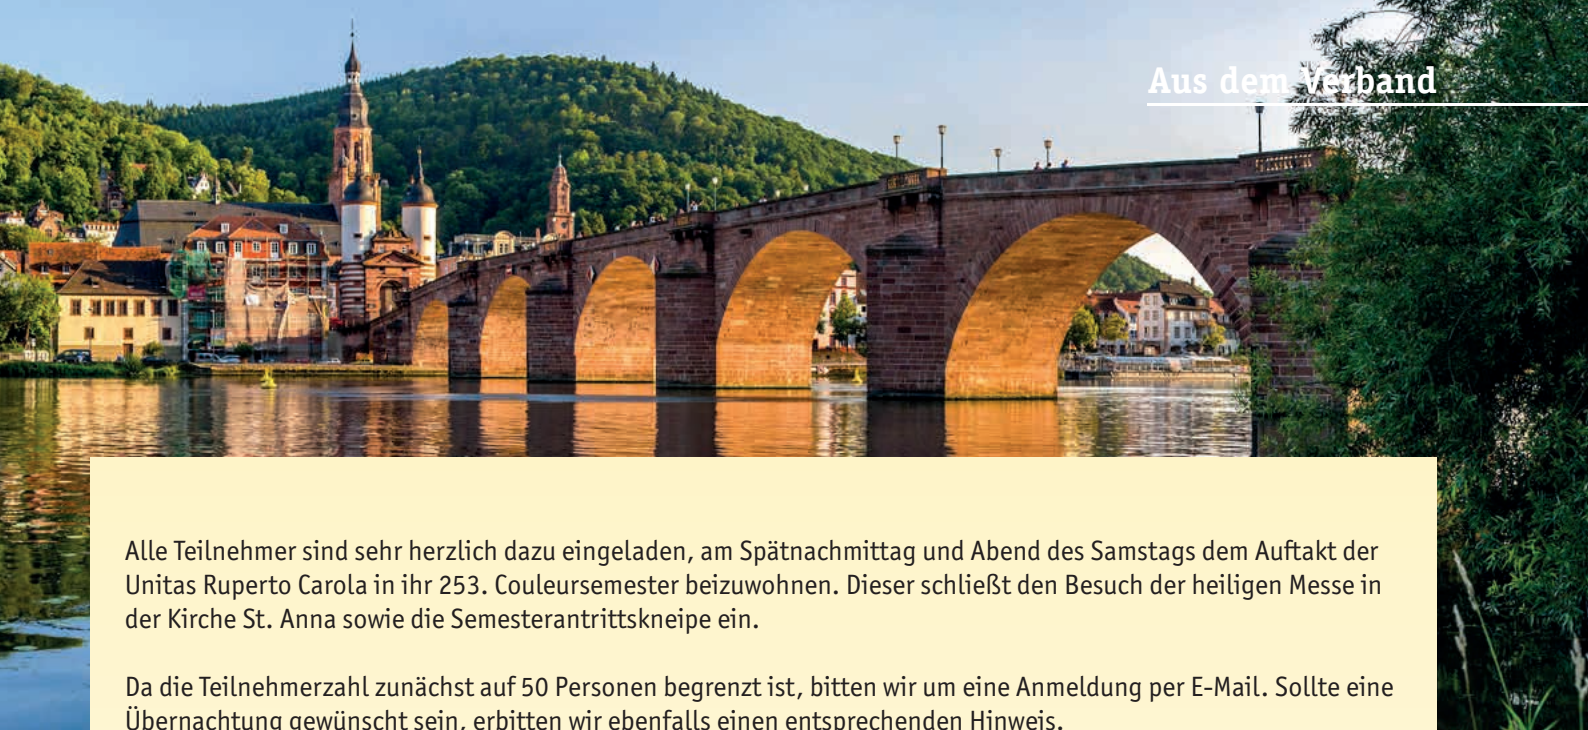 Aus dem Verband
Alle Teilnehmer sind sehr herzlich dazu eingeladen, am Spätnachmittag und Abend des Samstags dem Auftakt der
Unitas Ruperto Carola in ihr 253. Couleursemester beizuwohnen. Dieser schließt den Besuch der heiligen Messe in
der Kirche St. Anna sowie die Semesterantrittskneipe ein.
Da die Teilnehmerzahl zunächst auf 50 Personen begrenzt ist, bitten wir um eine Anmeldung per E-Mail. Sollte eine
Übernachtung gewünscht sein, erbitten wir ebenfalls einen entsprechenden Hinweis.